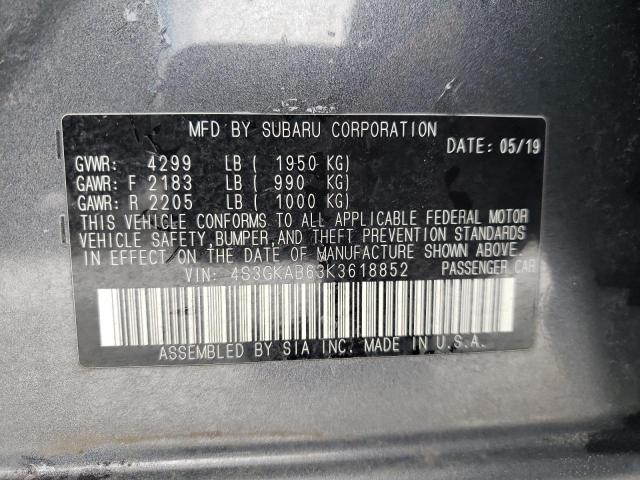 MFD BY SUBARU CORPORATION
DATE: 05/19
GVWR: 4299 LB ( 1950 KG)
GAWR: F 2183 LB ( 990 KG)
GAWR: R 2205 LB ( 1000 KG)
THIS VEHICLE CONFORMS TO ALL APPLICABLE FEDERAL MOTOR
VEHICLE SAFETY, BUMPER, AND THEFT PREVENTION STANDARDS
IN EFFECT ON THE DATE OF MANUFACTURE SHOWN ABOVE.
VIN: 4S3GKAB63K3618852 PASSENGER CAR
ASSEMBLED BY SIA INC. MADE IN U.S.A.